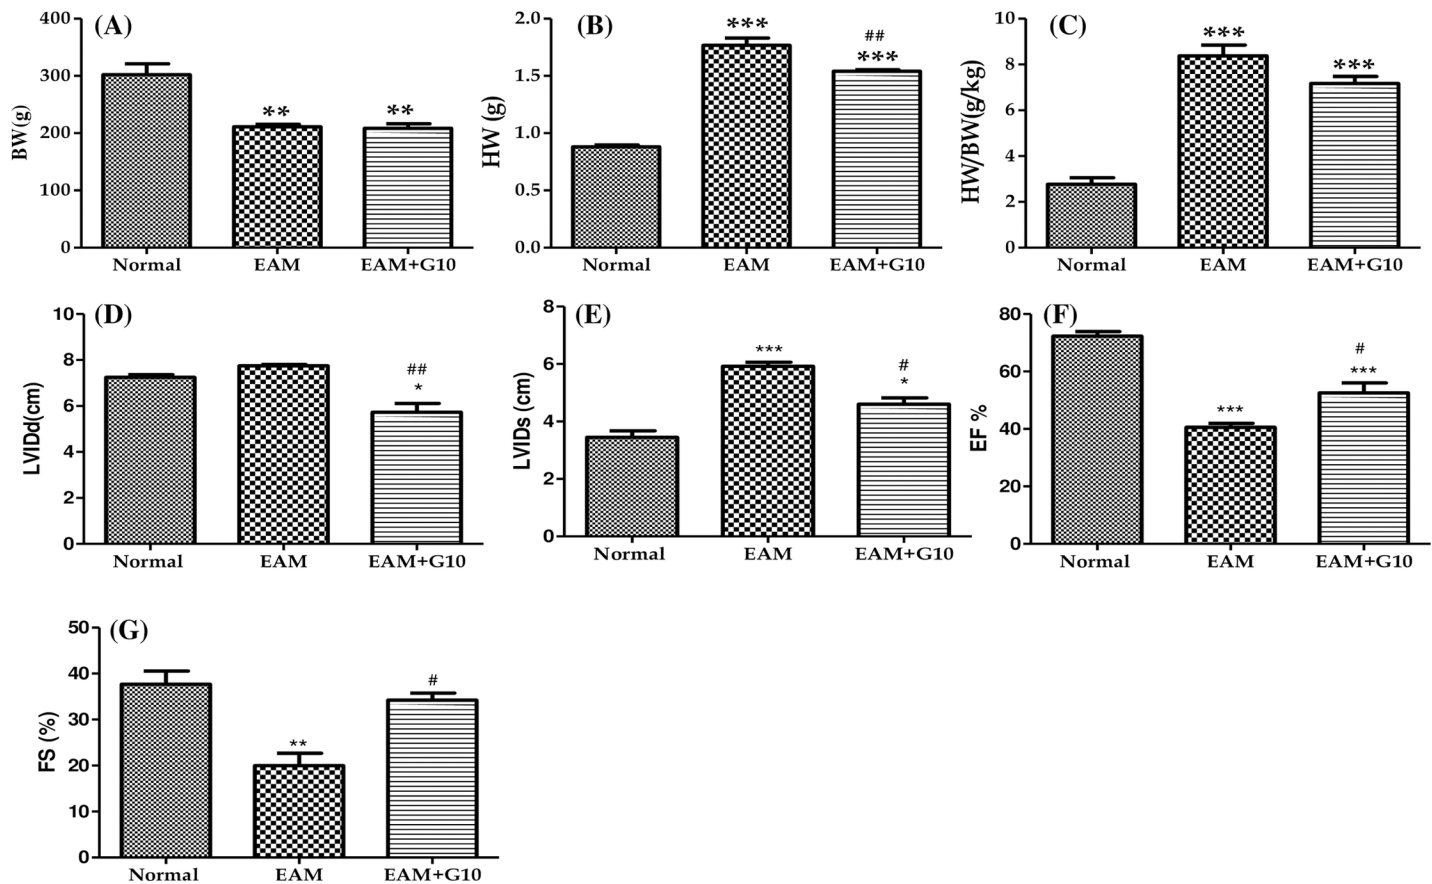 (A)
BW(g)
400
300
200
100
0
**
**
Normal EAM EAM+G10
(B)
HW (g)
2.0
1.5
1.0
0.5
0.0
***
##
***
Normal EAM EAM+G10
(C)
HW/BW(g/kg)
10
8
6
4
2
0
***
***
Normal EAM EAM+G10
(D)
LVIDd(cm)
10
8
6
4
2
0
##
*
Normal EAM EAM+G10
(E)
LVIDs (cm)
8
6
4
2
0
***
#
*
Normal EAM EAM+G10
(F)
EF %
80
60
40
20
0
***
#
***
Normal EAM EAM+G10
(G)
FS (%)
50
40
30
20
10
0
**
#
Normal EAM EAM+G10